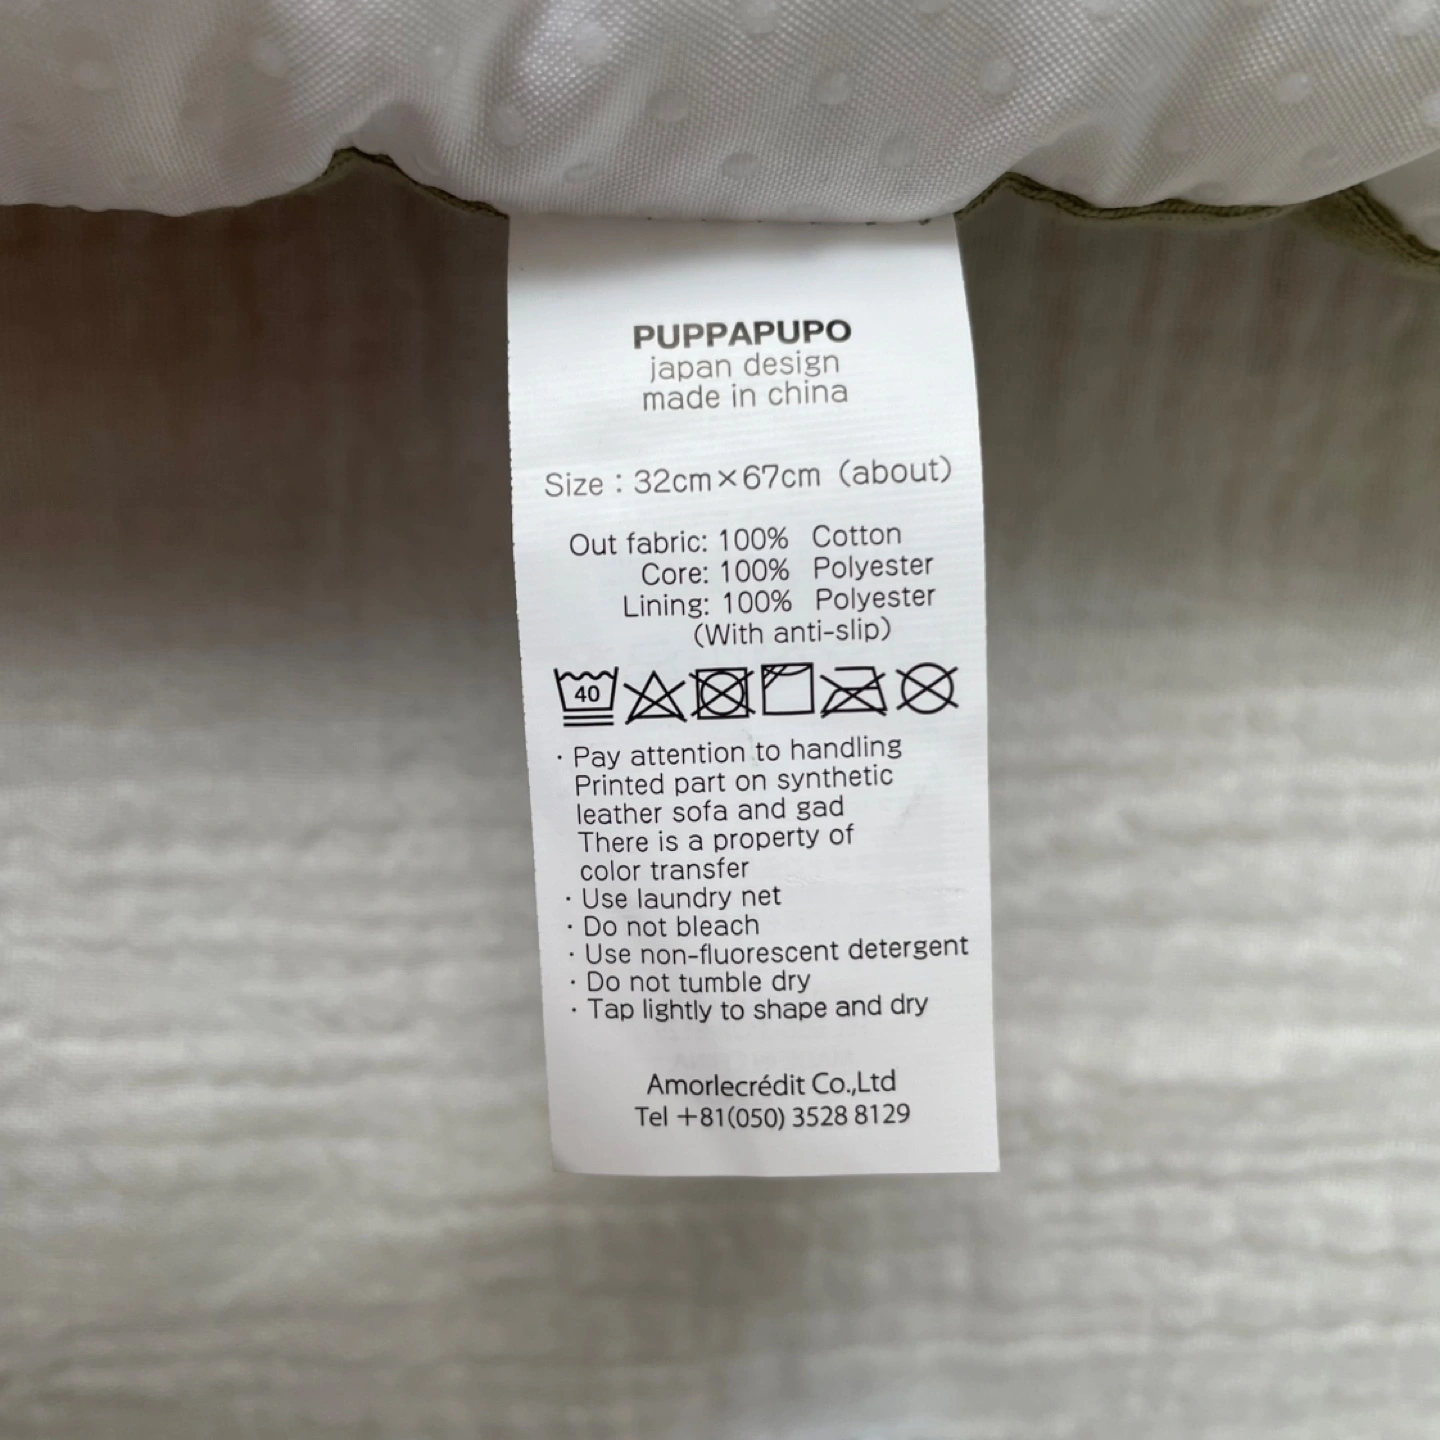 PUPPAPUPO
japan design
made in china
Size : 32cm×67cm (about)
Out fabric: 100% Cotton
Core: 100% Polyester
Lining: 100% Polyester
(With anti-slip)
40
· Pay attention to handling
Printed part on synthetic
leather sofa and gad
There is a property of
color transfer
· Use laundry net
· Do not bleach
· Use non-fluorescent detergent
· Do not tumble dry
· Tap lightly to shape and dry
Amorlecrédit Co.,Ltd
Tel +81(050) 3528 8129